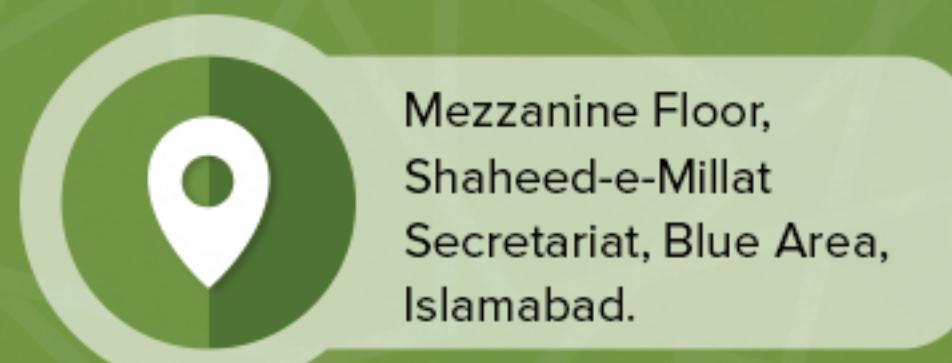 Mezzanine Floor,
Shaheed-e-Millat
Secretariat, Blue Area,
Islamabad.